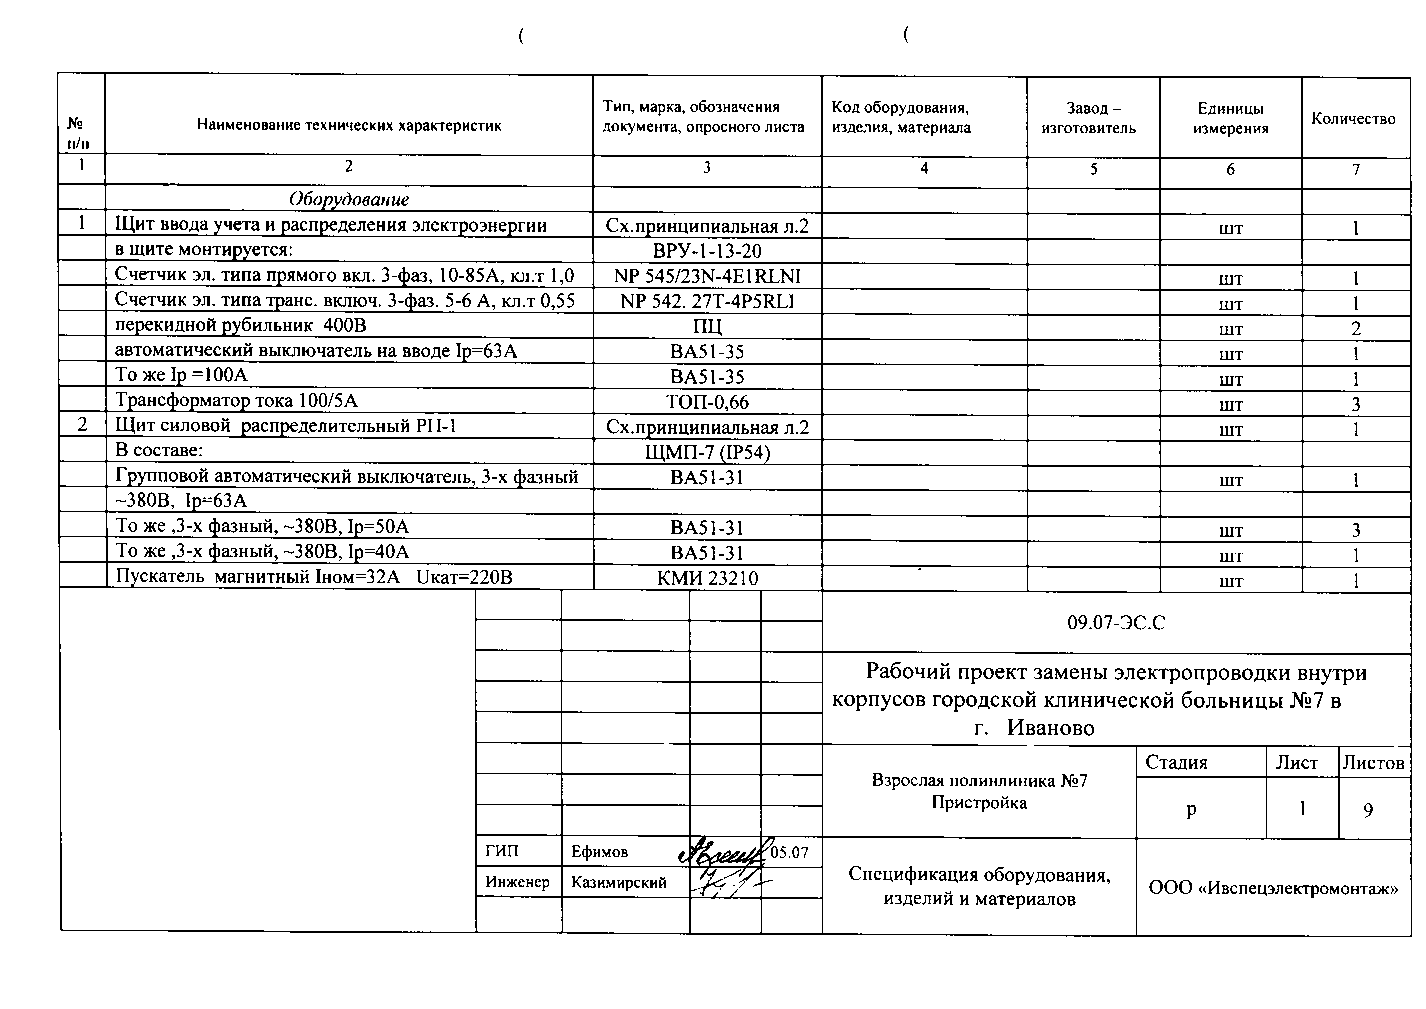 № п/п | Наименование технических характеристик | Тип, марка, обозначения документа, опросного листа | Код оборудования, изделия, материала | Завод – изготовитель | Единицы измерения | Количество
1 | 2 | 3 | 4 | 5 | 6 | 7
Оборудование
1 | Щит ввода учета и распределения электроэнергии | Сх.принципиальная л.2 | шт | 1
в щите монтируется: | ВРУ-1-13-20
Счетчик эл. типа прямого вкл. 3-фаз, 10-85А, кл.т 1,0 | NP 545/23N-4E1RLNI | шт | 1
Счетчик эл. типа транс. включ. 3-фаз. 5-6 А, кл.т 0,55 | NP 542. 27T-4P5RL1 | шт | 1
перекидной рубильник 400В | ПЦ | шт | 2
автоматический выключатель на вводе Iр=63А | ВА51-35 | шт | 1
То же Iр =100А | ВА51-35 | шт | 1
Трансформатор тока 100/5А | ТОП-0,66 | шт | 3
2 | Щит силовой распределительный РП-1 | Сх.принципиальная л.2 | шт | 1
В составе: | ЩМП-7 (IP54)
Групповой автоматический выключатель, 3-х фазный | ВА51-31 | шт | 1
~380В, Iр=63А
То же ,3-х фазный, ~380В, Iр=50А | ВА51-31 | шт | 3
То же ,3-х фазный, ~380В, Iр=40А | ВА51-31 | шт | 1
Пускатель магнитный Iном=32А Uкат=220В | КМИ 23210 | шт | 1
09.07-ЭС.С
Рабочий проект замены электропроводки внутри
корпусов городской клинической больницы №7 в
г. Иваново
Взрослая полинлиника №7
Пристройка
Стадия | Лист | Листов
р | 1 | 9
ГИП | Ефимов | 05.07
Инженер | Казимирский
Спецификация оборудования,
изделий и материалов
ООО «Ивспецэлектромонтаж»